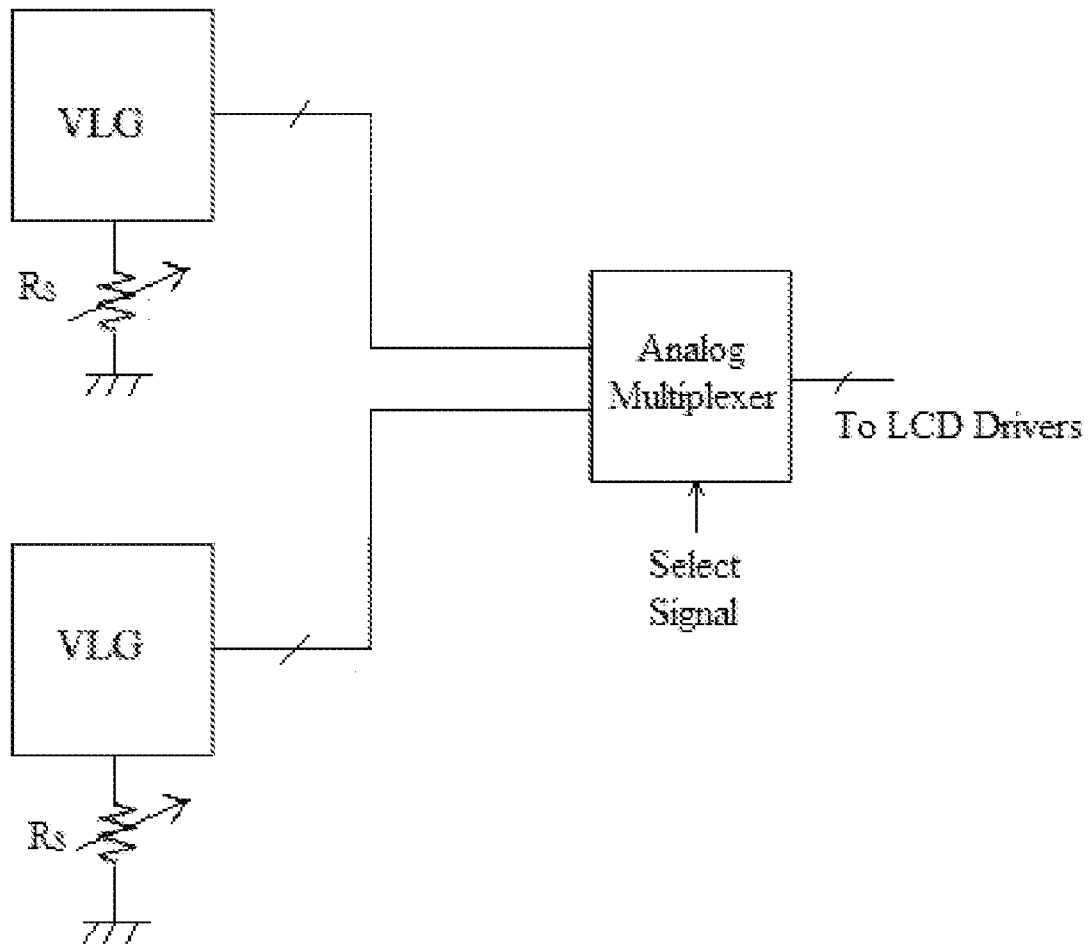 VLG
Rs
Analog
Multiplexer
To LCD Drivers
Select
Signal
VLG
Rs